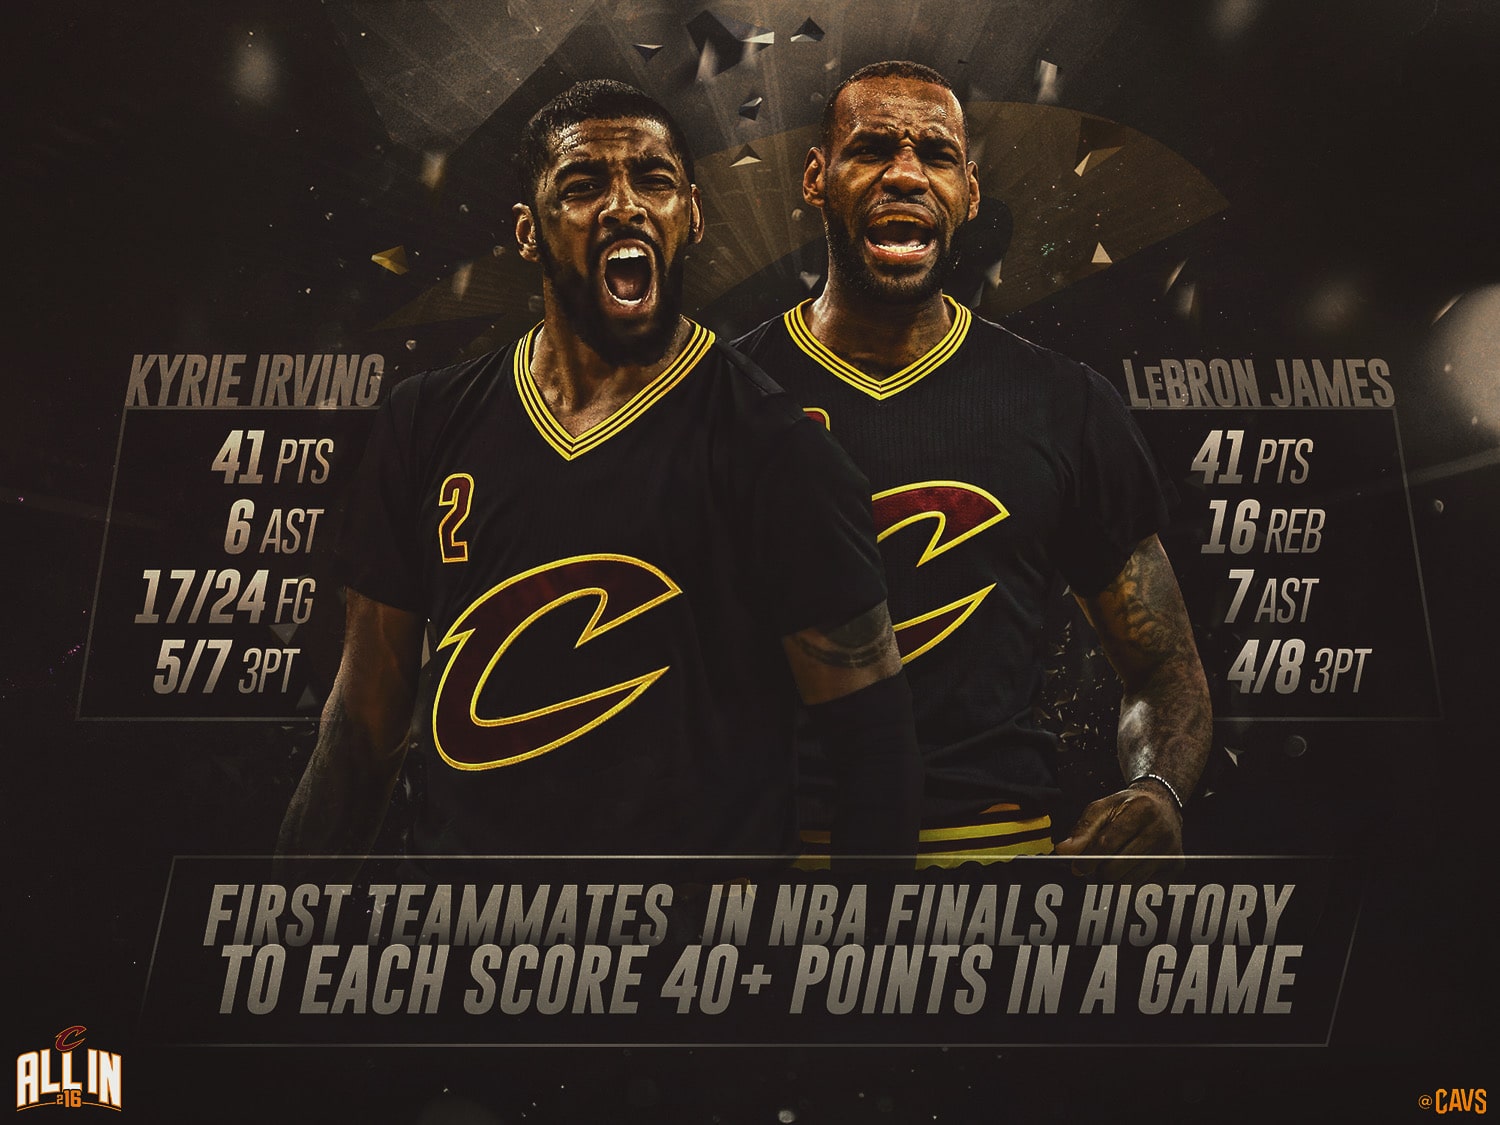 KYRIE IRVING
41 PTS
6 AST
17/24 FG
5/7 3PT
LeBRON JAMES
41 PTS
16 REB
7 AST
4/8 3PT
2
FIRST TEAMMATES IN NBA FINALS HISTORY
TO EACH SCORE 40+ POINTS IN A GAME
ALL IN
216
@CAVS